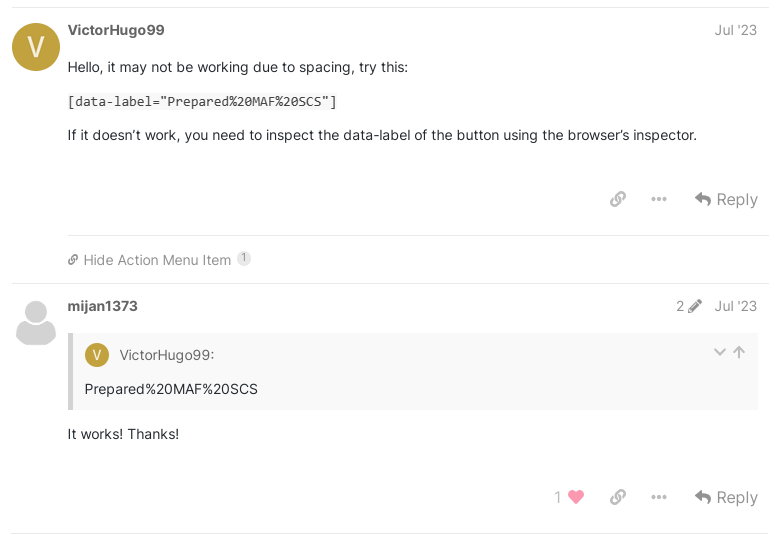 V
VictorHugo99 Jul '23
Hello, it may not be working due to spacing, try this:
[data-label="Prepared%20MAF%20SCS"]
If it doesn’t work, you need to inspect the data-label of the button using the browser’s inspector.
Reply
Hide Action Menu Item 1
mijan1373 2 Jul '23
V VictorHugo99:
Prepared%20MAF%20SCS
It works! Thanks!
1 Reply